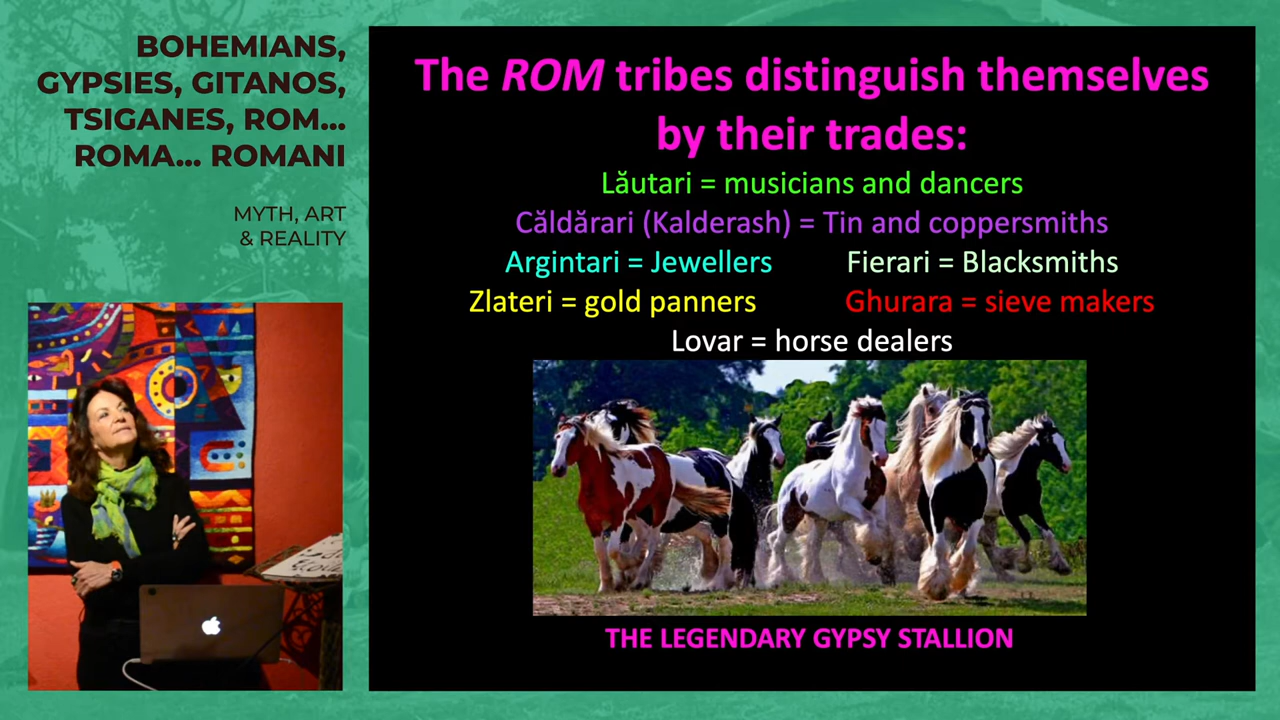 BOHEMIANS,
GYPSIES, GITANOS,
TSIGANES, ROM...
ROMA... ROMANI
MYTH, ART
& REALITY
The ROM tribes distinguish themselves
by their trades:
Lăutari = musicians and dancers
Căldărari (Kalderash) = Tin and coppersmiths
Argintari = Jewellers
Fierari = Blacksmiths
Zlateri = gold panners
Ghurara = sieve makers
Lovar = horse dealers
THE LEGENDARY GYPSY STALLION